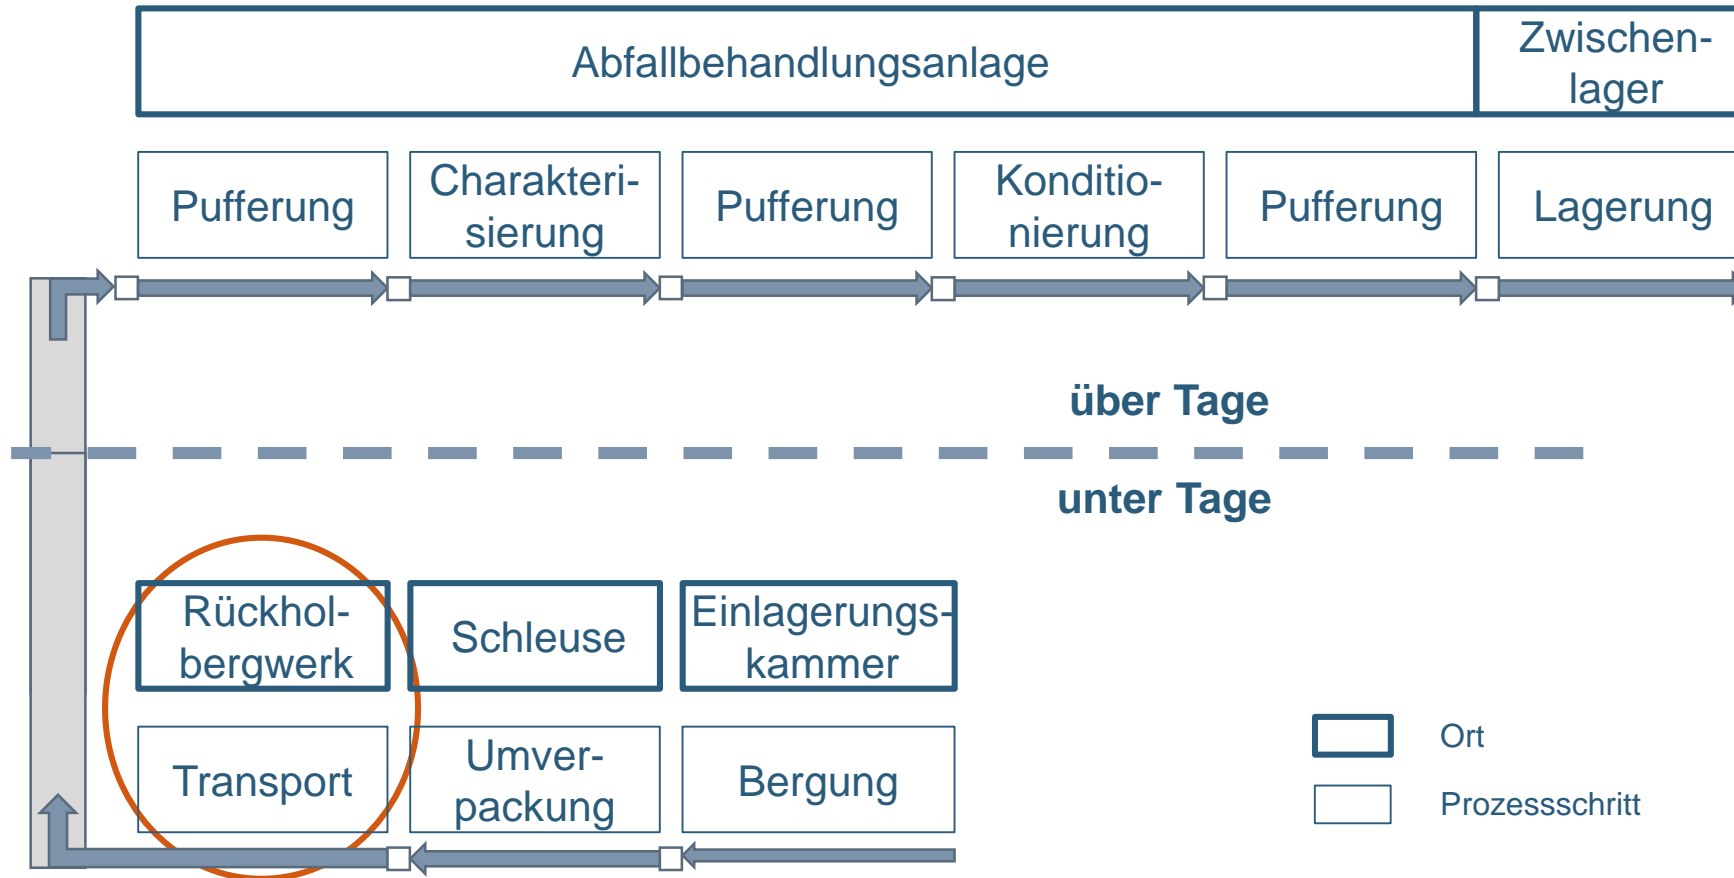 Abfallbehandlungsanlage
Zwischen-
lager
Pufferung
Charakteri-
sierung
Pufferung
Konditio-
nierung
Pufferung
Lagerung
über Tage
unter Tage
Rückhol-
bergwerk
Schleuse
Einlagerungs-
kammer
Transport
Umver-
packung
Bergung
Ort
Prozessschritt